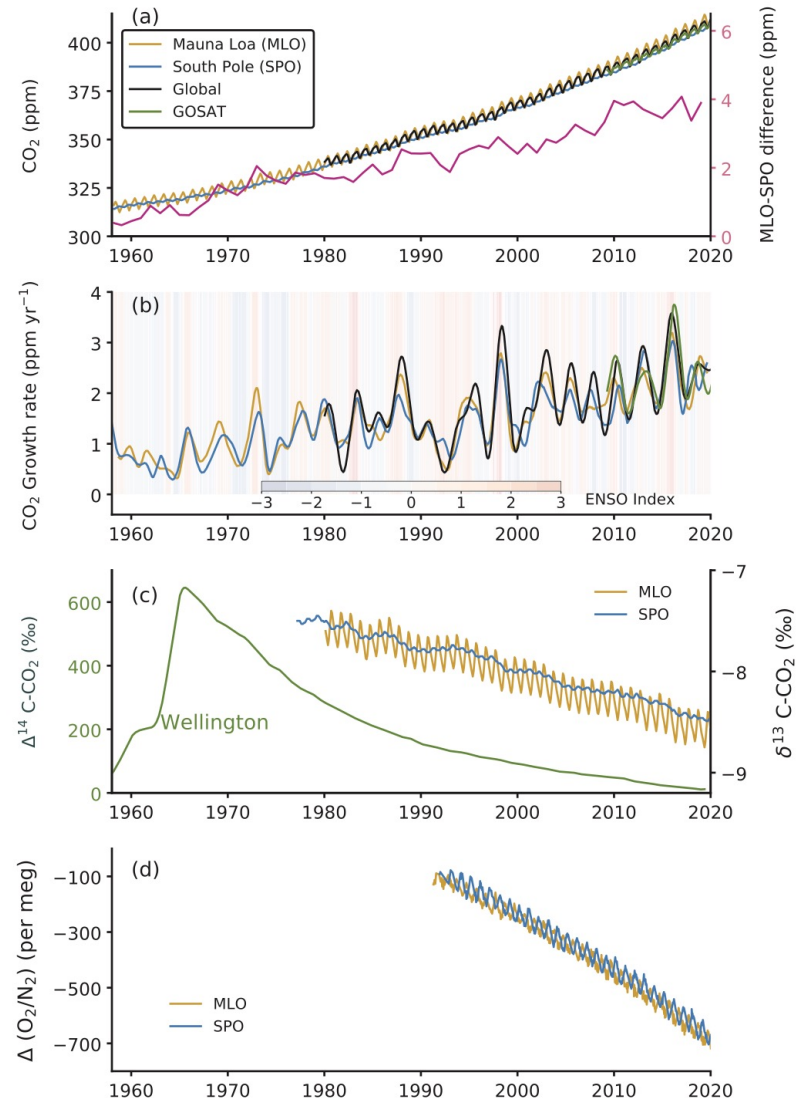 (a)
Mauna Loa (MLO)
South Pole (SPO)
Global
GOSAT
CO₂ (ppm)
400
375
350
325
300
6
4
2
0
MLO-SPO difference (ppm)
1960 1970 1980 1990 2000 2010 2020
(b)
CO₂ Growth rate (ppm yr⁻¹)
4
3
2
1
0
−3 −2 −1 0 1 2 3
ENSO Index
1960 1970 1980 1990 2000 2010 2020
(c)
MLO
SPO
Wellington
Δ¹⁴ C-CO₂ (‰)
600
400
200
0
−7
−8
−9
δ¹³ C-CO₂ (‰)
1960 1970 1980 1990 2000 2010 2020
(d)
Δ (O₂/N₂) (per meg)
−100
−300
−500
−700
MLO
SPO
1960 1970 1980 1990 2000 2010 2020